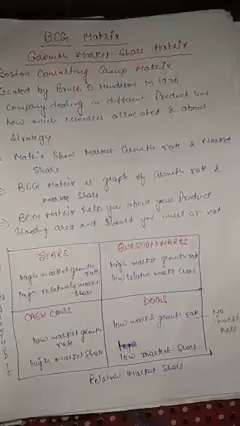 BCG Matrix
Growth Market Share Matrix
Boston Consulting Group Matrix
by Bruce D Hendrson in 1970
Company dealing in different Product line
how much resources allocated & about
Strategy
Matrix Show Market Growth rate & Market
Share
BCG Matrix is graph of Growth rate &
market share
BCG Matrix help you about your Product
Standing area and Should you invest or not
STARS
high market growth
rate
high relatively market
share
QUESTION MARKS
high market growth rate
low relative market share
CASH COWS
low market growth
rate
high market share
DOGS
low market growth rate
low market share
No
invest
Relative Market Share